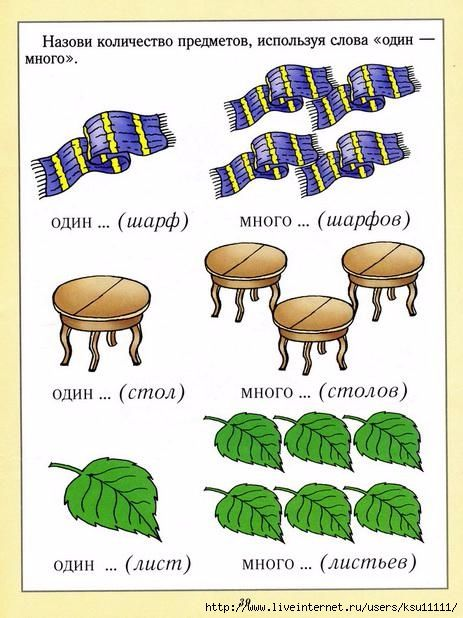 Назови количество предметов, используя слова «один —
много».
один ... (шарф) много ... (шарфов)
один ... (стол) много ... (столов)
один ... (лист) много ... (листьев)
http://www.liveinternet.ru/users/ksu11111/